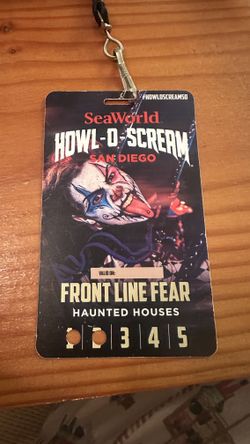 #HOWLOSCREAMSD
SeaWorld
HOWL-O-SCREAM
SAN DIEGO
VALID ON:
FRONT LINE FEAR
HAUNTED HOUSES
3 4 5